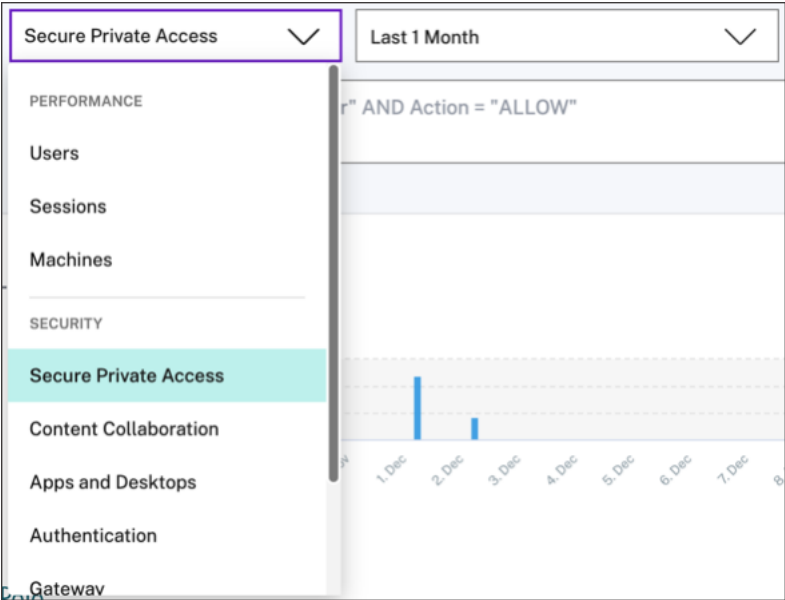 Secure Private Access
Last 1 Month
PERFORMANCE
r" AND Action = "ALLOW"
Users
Sessions
Machines
SECURITY
Secure Private Access
Content Collaboration
Apps and Desktops
Authentication
Gateway
1. Dec
2. Dec
3. Dec
4. Dec
5. Dec
6. Dec
7. Dec
8.